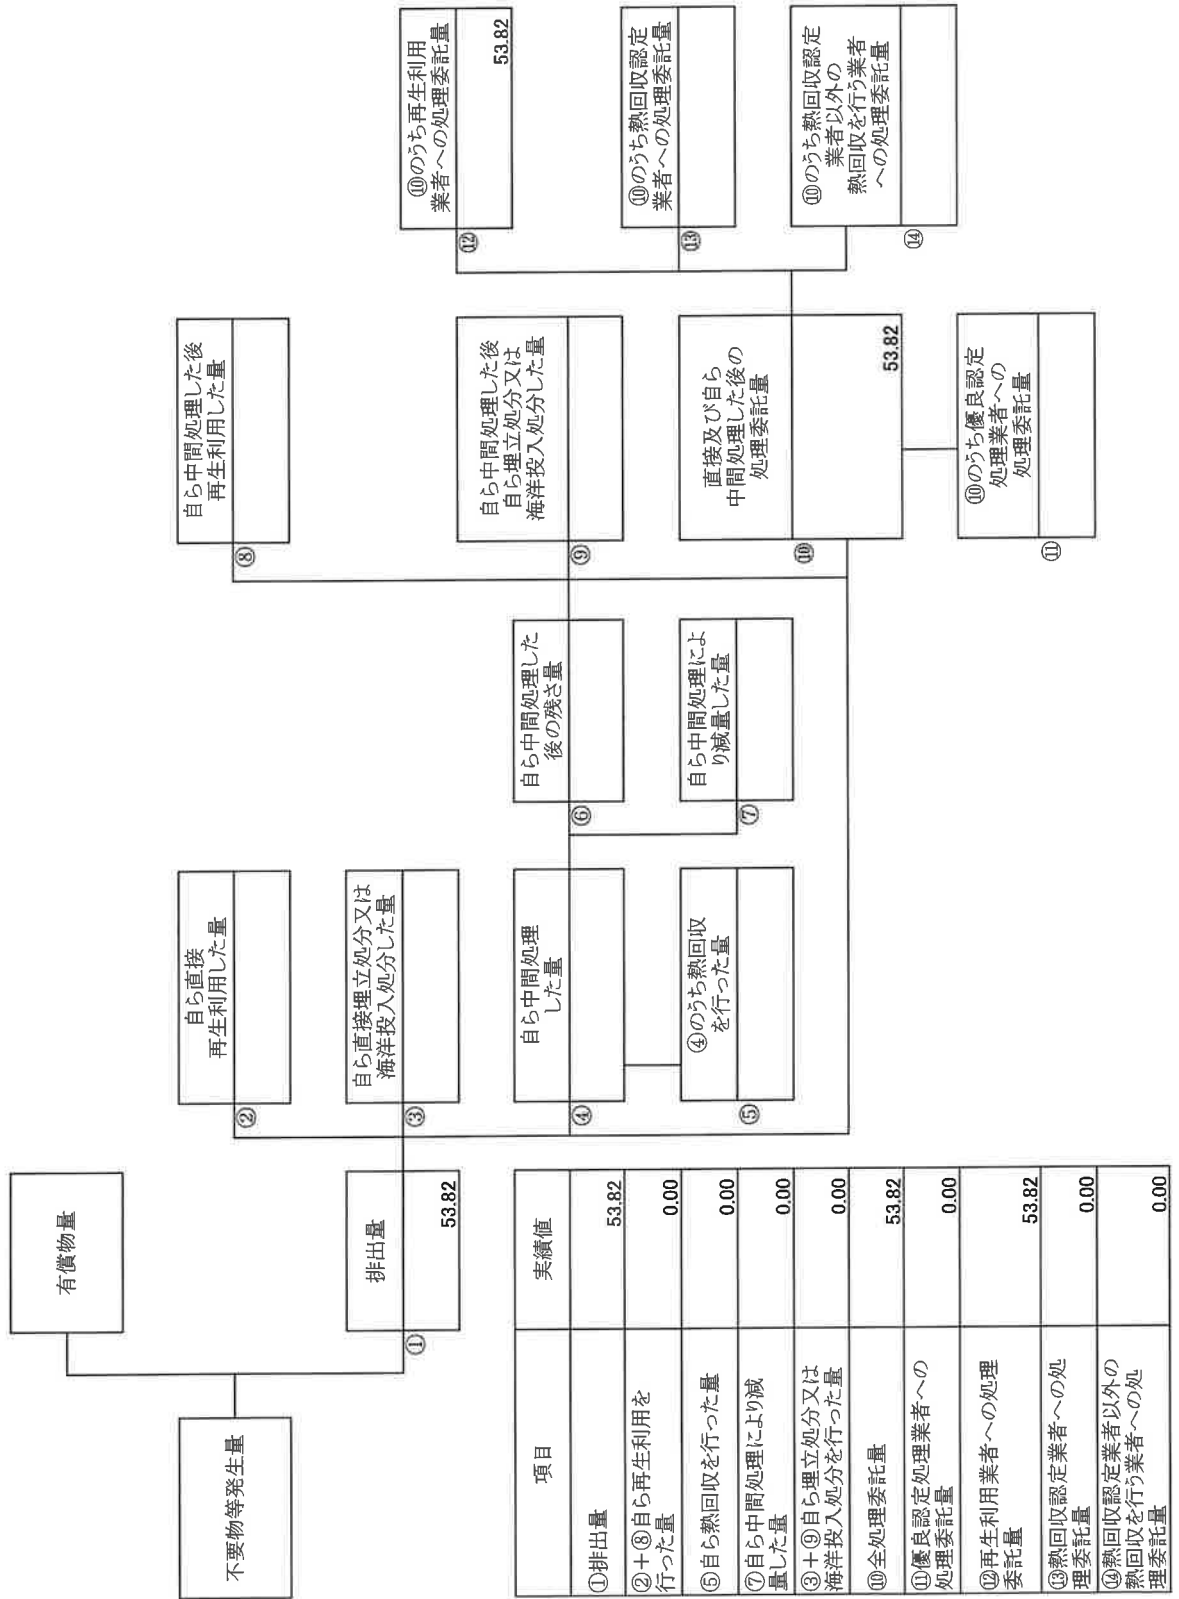 不要物等発生量
有償物量
排出量
①
53.82
自ら直接
再生利用した量
②
自ら直接埋立処分又は
海洋投入処分した量
③
自ら中間処理
した量
④
④のうち熱回収
を行った量
⑤
自ら中間処理した
後の残さ量
⑥
自ら中間処理によ
り減量した量
⑦
自ら中間処理した後
再生利用した量
⑧
自ら中間処理した後
自ら埋立処分又は
海洋投入処分した量
⑨
直接及び自ら
中間処理した後の
処理委託量
⑩
53.82
⑩のうち優良認定
処理業者への
処理委託量
⑪
⑩のうち再生利用
業者への処理委託量
⑫
53.82
⑩のうち熱回収認定
業者への処理委託量
⑬
⑩のうち熱回収認定
業者以外の
熱回収を行う業者
への処理委託量
⑭
項目 実績値
①排出量 53.82
②+⑧自ら再生利用を
行った量 0.00
⑤自ら熱回収を行った量 0.00
⑦自ら中間処理により減
量した量 0.00
③+⑨自ら埋立処分又は
海洋投入処分を行った量 0.00
⑩全処理委託量 53.82
⑪優良認定処理業者への
処理委託量 0.00
⑫再生利用業者への処理
委託量 53.82
⑬熱回収認定業者への処
理委託量 0.00
⑭熱回収認定業者以外の
熱回収を行う業者への処
理委託量 0.00